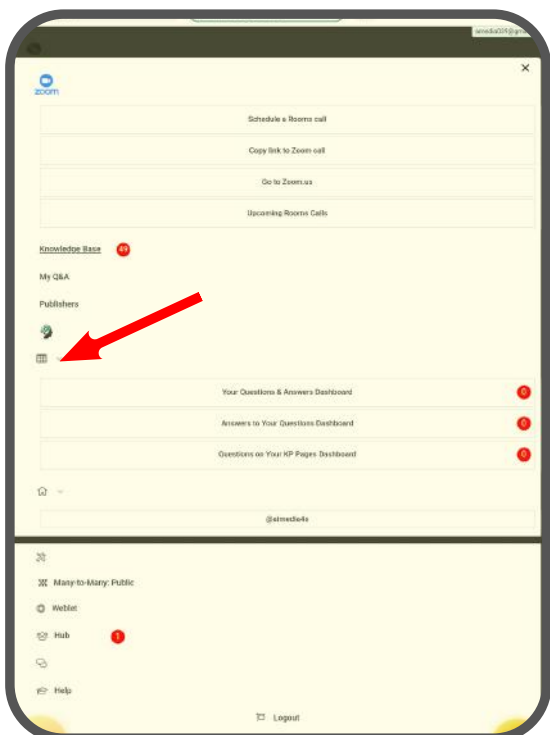 zoom
Schedule a Rooms call
Copy link to Zoom call
Go to Zoom.us
Upcoming Rooms Calls
Knowledge Base 49
My Q&A
Publishers
Your Questions & Answers Dashboard 0
Answers to Your Questions Dashboard 0
Questions on Your KP Pages Dashboard 0
Many-to-Many: Public
Weblet
Hub 1
Help
Logout